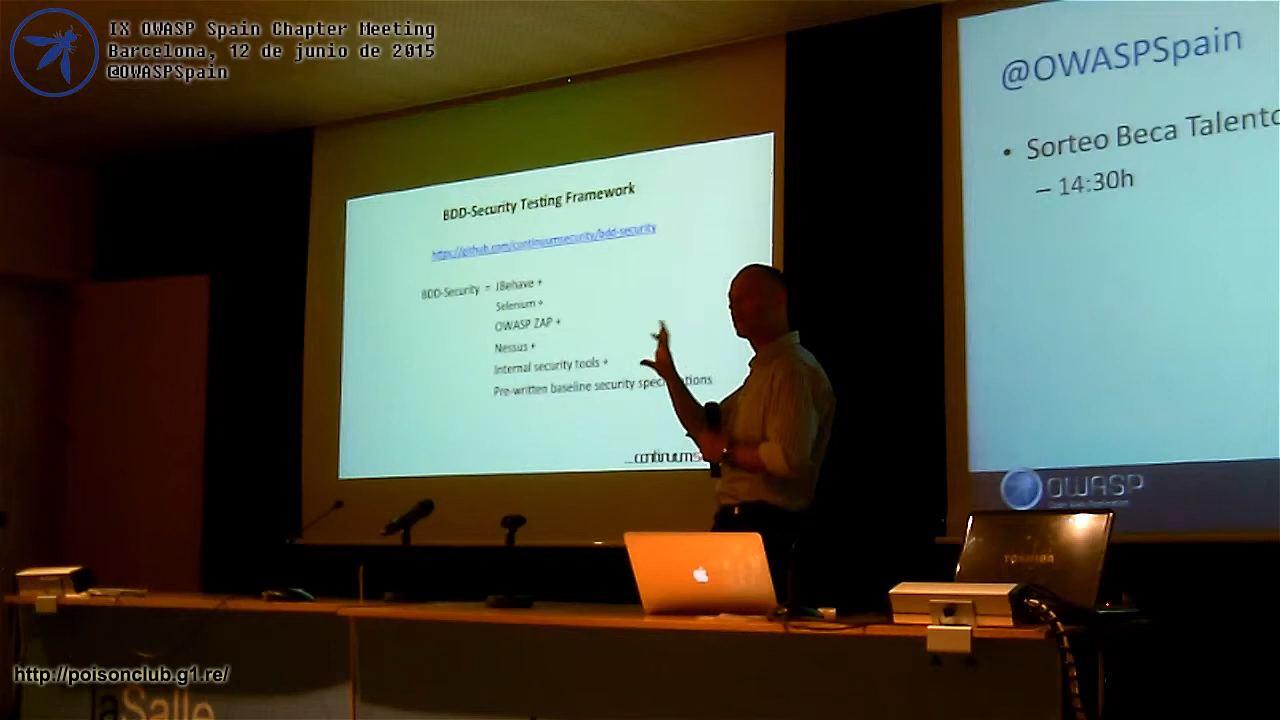 IX OWASP Spain Chapter Meeting
Barcelona, 12 de junio de 2015
@OWASPSpain
BDD-Security Testing Framework
https://github.com/continuumsecurity/bdd-security
BDD-Security = JBehave +
Selenium +
OWASP ZAP +
Nessus +
Internal security tools +
Pre-written baseline security
@OWASPSpain
• Sorteo Beca Talento
– 14:30h
OWASP
TOSHIBA
http://poisonclub.g1.re/
laSalle